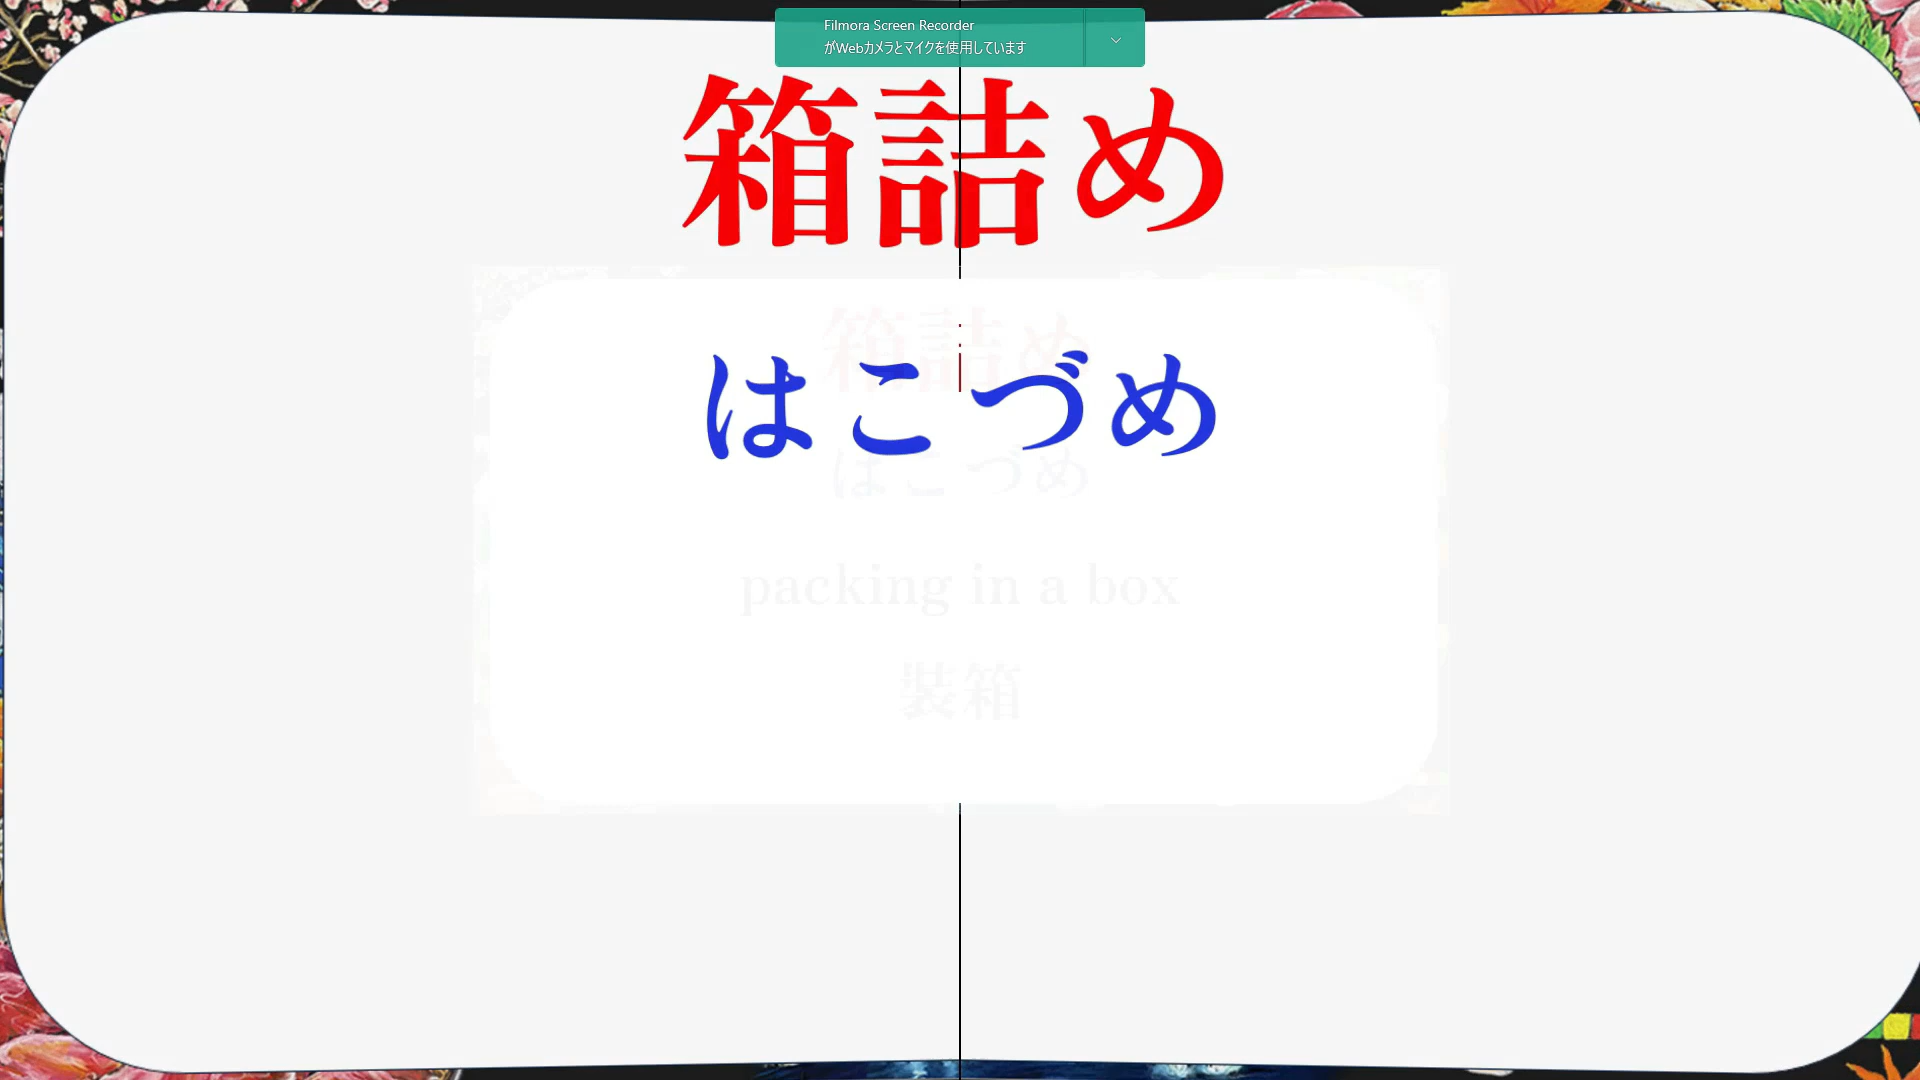 Filmora Screen Recorder
がWebカメラとマイクを使用しています
箱詰め
はこづめ
箱詰め
はこづめ
packing in a box
裝箱